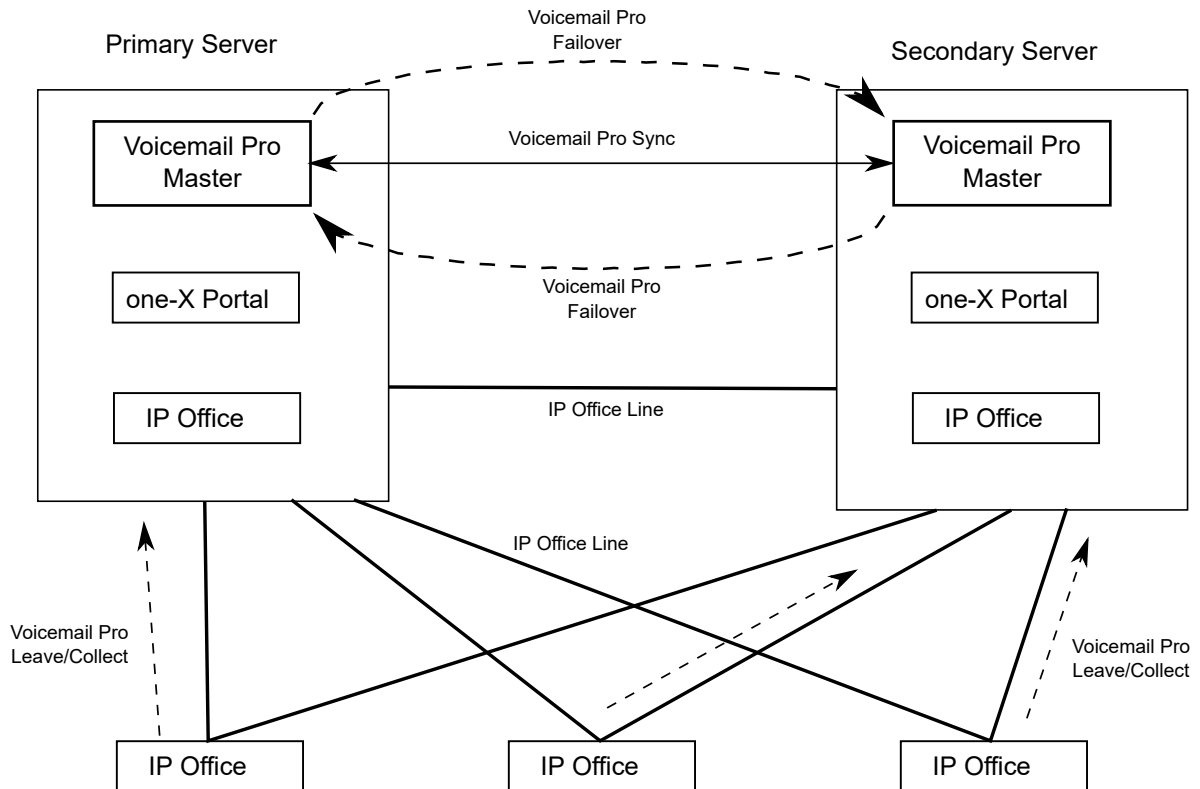 Voicemail Pro
Failover
Primary Server
Secondary Server
Voicemail Pro
Master
Voicemail Pro Sync
Voicemail Pro
Master
one-X Portal
Voicemail Pro
Failover
one-X Portal
IP Office
IP Office Line
IP Office
IP Office Line
Voicemail Pro
Leave/Collect
Voicemail Pro
Leave/Collect
IP Office
IP Office
IP Office